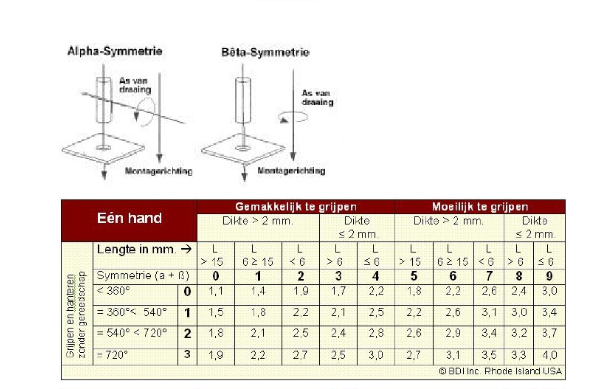 Alpha-Symmetrie Bêta-Symmetrie
As van
draaing
As van
draaing
Montagerichting Montagerichting
Eén hand Gemakkelijk te grijpen Moeilijk te grijpen
Dikte > 2 mm. Dikte ≤ 2 mm. Dikte > 2 mm. Dikte ≤ 2 mm.
Lengte in mm. → L > 15 L 6 ≥ 15 L < 6 L > 6 L ≤ 6 L > 15 L 6 ≥ 15 L < 6 L > 6 L ≤ 6
Symmetrie (a + ß) 0 1 2 3 4 5 6 7 8 9
< 360° 0 1,1 1,4 1,9 1,7 2,2 1,8 2,2 2,6 2,4 3,0
= 360°< 540° 1 1,5 1,8 2,2 2,1 2,5 2,2 2,6 3,1 3,0 3,4
= 540° < 720° 2 1,8 2,1 2,5 2,4 2,8 2,6 2,9 3,4 3,2 3,7
= 720° 3 1,9 2,2 2,7 2,5 3,0 2,7 3,1 3,5 3,3 4,0
Grijpen en hanteren
zonder gereedschap
© BDI Inc. Rhode Island USA